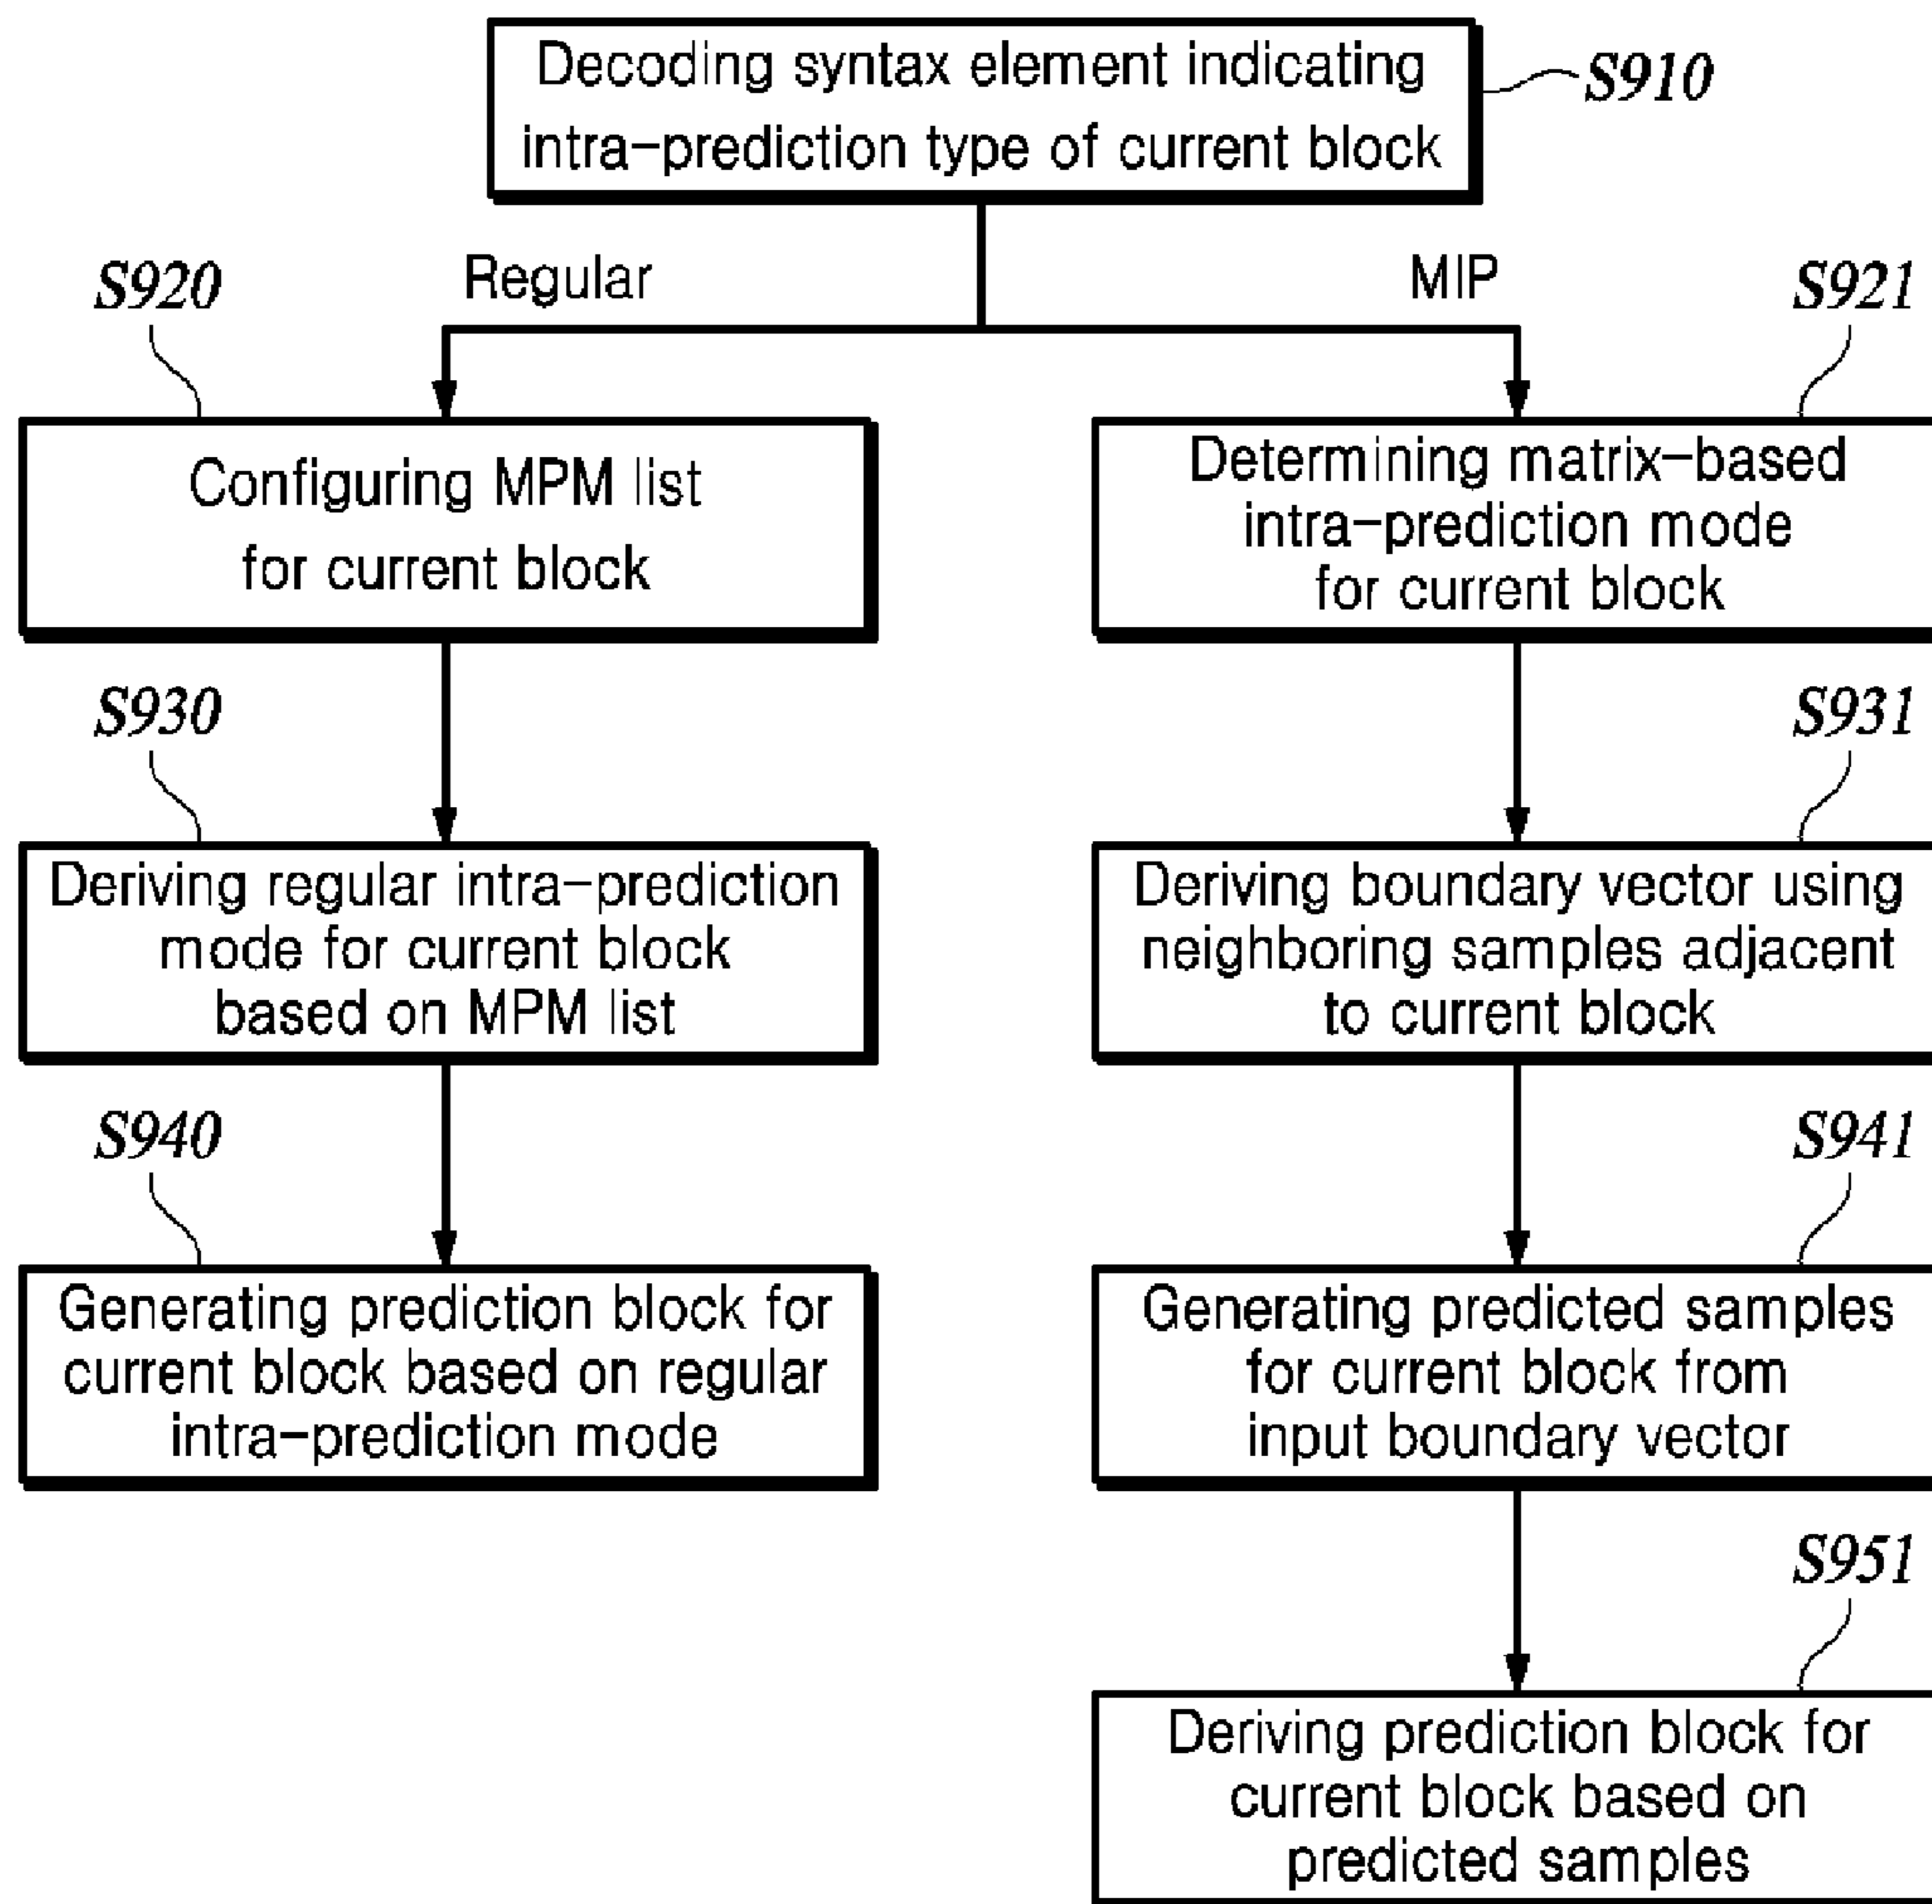 Decoding syntax element indicating
intra-prediction type of current block
S910
Regular
MIP
S920
Configuring MPM list
for current block
S921
Determining matrix-based
intra-prediction mode
for current block
S930
Deriving regular intra-prediction
mode for current block
based on MPM list
S931
Deriving boundary vector using
neighboring samples adjacent
to current block
S940
Generating prediction block for
current block based on regular
intra-prediction mode
S941
Generating predicted samples
for current block from
input boundary vector
S951
Deriving prediction block for
current block based on
predicted samples